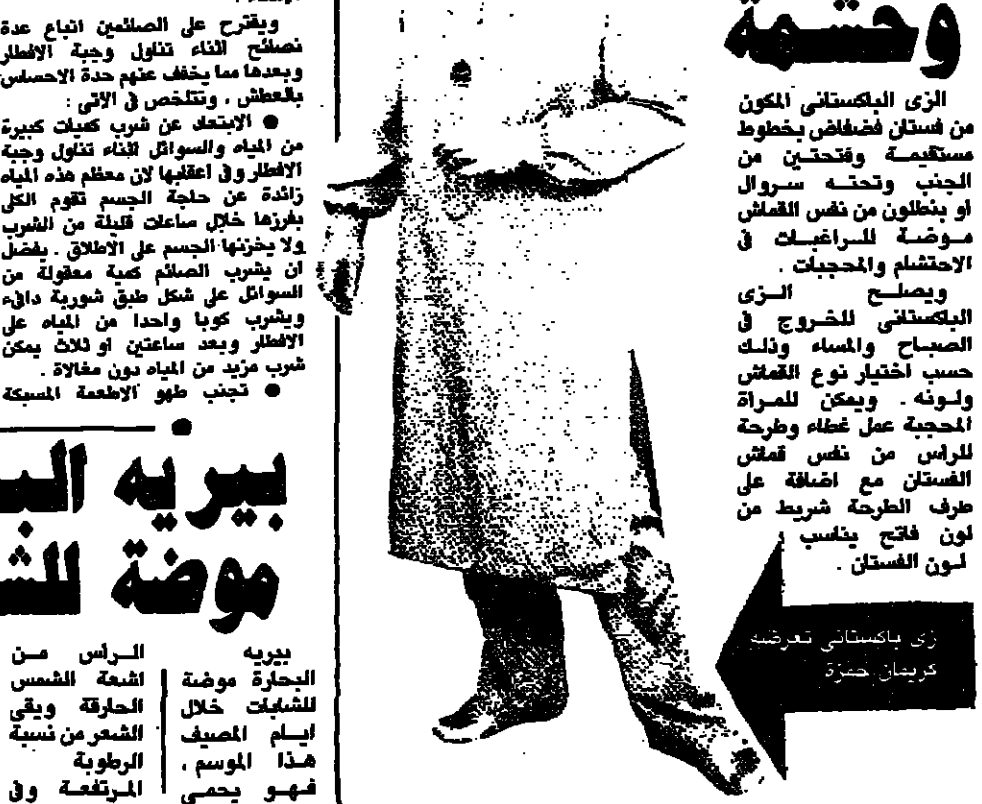 وحشمة
الزى الباكستانى المكون
من فستان فضفاض بخطوط
مستقيمة وفتحتين من
الجنب وتحته سروال
او بنطلون من نفس القماش
موضة للراغبات فى
الاحتشام والمحجبات .
ويصلح الزى
الباكستانى للخروج فى
الصباح والمساء وذلك
حسب اختيار نوع القماش
ولونه . ويمكن للمراة
المحجبة عمل غطاء وطرحة
للراس من نفس قماش
الفستان مع اضافة على
طرف الطرحة شريط من
لون فاتح يناسب
لون الفستان .
زى باكستانى تعرضه
كريمان حمزة
ويقترح على الصائمين اتباع عدة
نصائح اثناء تناول وجبة الافطار
وبعدها مما يخفف عنهم حدة الاحساس
بالعطش . وتتلخص فى الاتى :
● الابتعاد عن شرب كميات كبيرة
من المياه والسوائل اثناء تناول وجبة
الافطار وفى اعقابها لان معظم هذه المياه
زائدة عن حاجة الجسم تقوم الكلى
بفرزها خلال ساعات قليلة من الشرب
ولا يخزنها الجسم على الاطلاق . يفضل
ان يشرب الصائم كمية معقولة من
السوائل على شكل طبق شوربة دافىء
ويشرب كوبا واحدا من المياه على
الافطار وبعد ساعتين او ثلاث يمكن
شرب مزيد من المياه دون مغالاة .
● تجنب طهو الاطعمة المسبكة
بيريه
موضة
بيريه
البحارة موضة
للشابات خلال
ايام المصيف
هذا الموسم .
فهو يحمى
الراس من
اشعة الشمس
الحارقة ويقى
الشعر من نسبة
الرطوبة
المرتفعة وفى